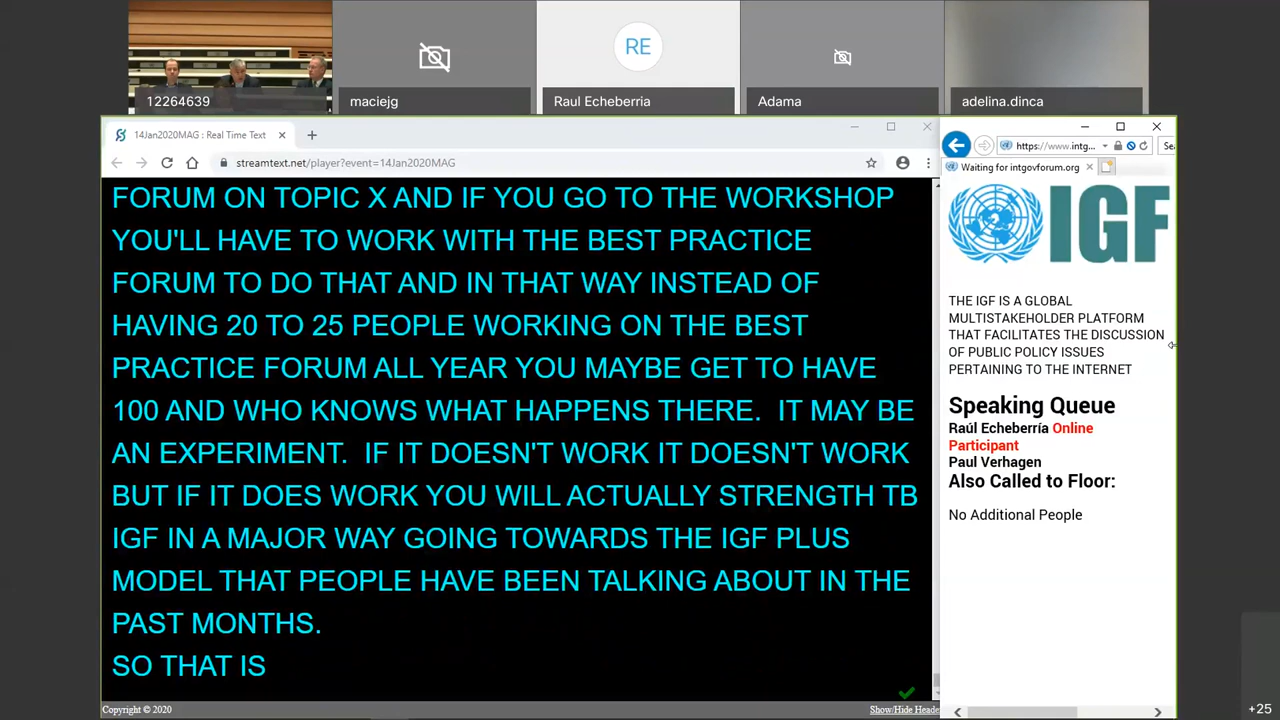 12264639
maciejg
RE
Raul Echeberria
Adama
adelina.dinca
14Jan2020MAG : Real Time Text
streamtext.net/player?event=14Jan2020MAG
FORUM ON TOPIC X AND IF YOU GO TO THE WORKSHOP
YOU'LL HAVE TO WORK WITH THE BEST PRACTICE
FORUM TO DO THAT AND IN THAT WAY INSTEAD OF
HAVING 20 TO 25 PEOPLE WORKING ON THE BEST
PRACTICE FORUM ALL YEAR YOU MAYBE GET TO HAVE
100 AND WHO KNOWS WHAT HAPPENS THERE.  IT MAY BE
AN EXPERIMENT.  IF IT DOESN'T WORK IT DOESN'T WORK
BUT IF IT DOES WORK YOU WILL ACTUALLY STRENGTH TB
IGF IN A MAJOR WAY GOING TOWARDS THE IGF PLUS
MODEL THAT PEOPLE HAVE BEEN TALKING ABOUT IN THE
PAST MONTHS.
SO THAT IS
Copyright © 2020
Show/Hide Heade
https://www.intg...
Sea
Waiting for intgovforum.org
IGF
THE IGF IS A GLOBAL
MULTISTAKEHOLDER PLATFORM
THAT FACILITATES THE DISCUSSION
OF PUBLIC POLICY ISSUES
PERTAINING TO THE INTERNET
Speaking Queue
Raúl Echeberría Online
Participant
Paul Verhagen
Also Called to Floor:
No Additional People
+25